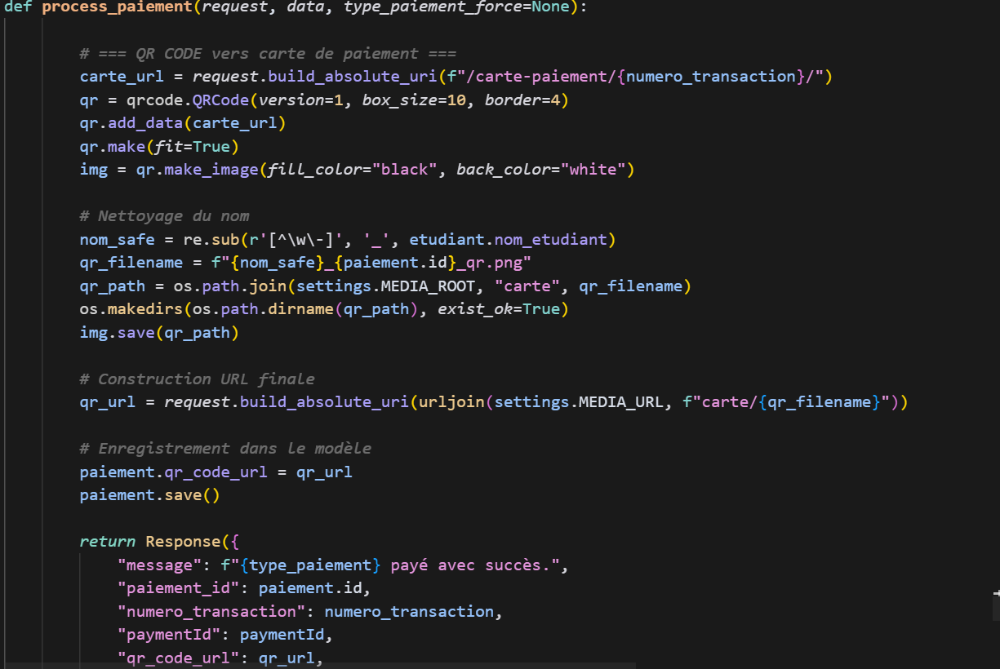 def process_paiement(request, data, type_paiement_force=None):
# === QR CODE vers carte de paiement ===
carte_url = request.build_absolute_uri(f"/carte-paiement/{numero_transaction}/")
qr = qrcode.QRCode(version=1, box_size=10, border=4)
qr.add_data(carte_url)
qr.make(fit=True)
img = qr.make_image(fill_color="black", back_color="white")
# Nettoyage du nom
nom_safe = re.sub(r'[^\w\-]', '_', etudiant.nom_etudiant)
qr_filename = f"{nom_safe}_{paiement.id}_qr.png"
qr_path = os.path.join(settings.MEDIA_ROOT, "carte", qr_filename)
os.makedirs(os.path.dirname(qr_path), exist_ok=True)
img.save(qr_path)
# Construction URL finale
qr_url = request.build_absolute_uri(urljoin(settings.MEDIA_URL, f"carte/{qr_filename}"))
# Enregistrement dans le modèle
paiement.qr_code_url = qr_url
paiement.save()
return Response({
"message": f"{type_paiement} payé avec succès.",
"paiement_id": paiement.id,
"numero_transaction": numero_transaction,
"paymentId": paymentId,
"qr_code_url": qr_url,